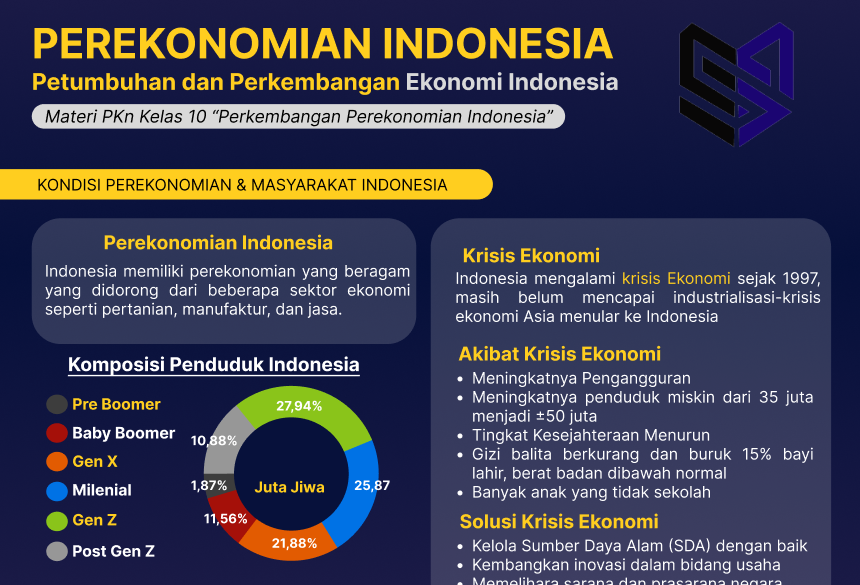 PEREKONOMIAN INDONESIA
Petumbuhan dan Perkembangan Ekonomi Indonesia
Materi PKn Kelas 10 “Perkembangan Perekonomian Indonesia”
KONDISI PEREKONOMIAN & MASYARAKAT INDONESIA
Perekonomian Indonesia
Indonesia memiliki perekonomian yang beragam
yang didorong dari beberapa sektor ekonomi
seperti pertanian, manufaktur, dan jasa.
Komposisi Penduduk Indonesia
Pre Boomer
Baby Boomer
Gen X
Milenial
Gen Z
Post Gen Z
27,94%
10,88%
1,87%
Juta Jiwa
25,87
11,56%
21,88%
Krisis Ekonomi
Indonesia mengalami krisis Ekonomi sejak 1997,
masih belum mencapai industrialisasi-krisis
ekonomi Asia menular ke Indonesia
Akibat Krisis Ekonomi
• Meningkatnya Pengangguran
• Meningkatnya penduduk miskin dari 35 juta
menjadi ±50 juta
• Tingkat Kesejahteraan Menurun
• Gizi balita berkurang dan buruk 15% bayi
lahir, berat badan dibawah normal
• Banyak anak yang tidak sekolah
Solusi Krisis Ekonomi
• Kelola Sumber Daya Alam (SDA) dengan baik
• Kembangkan inovasi dalam bidang usaha
• Memelihara sarana dan prasarana negara